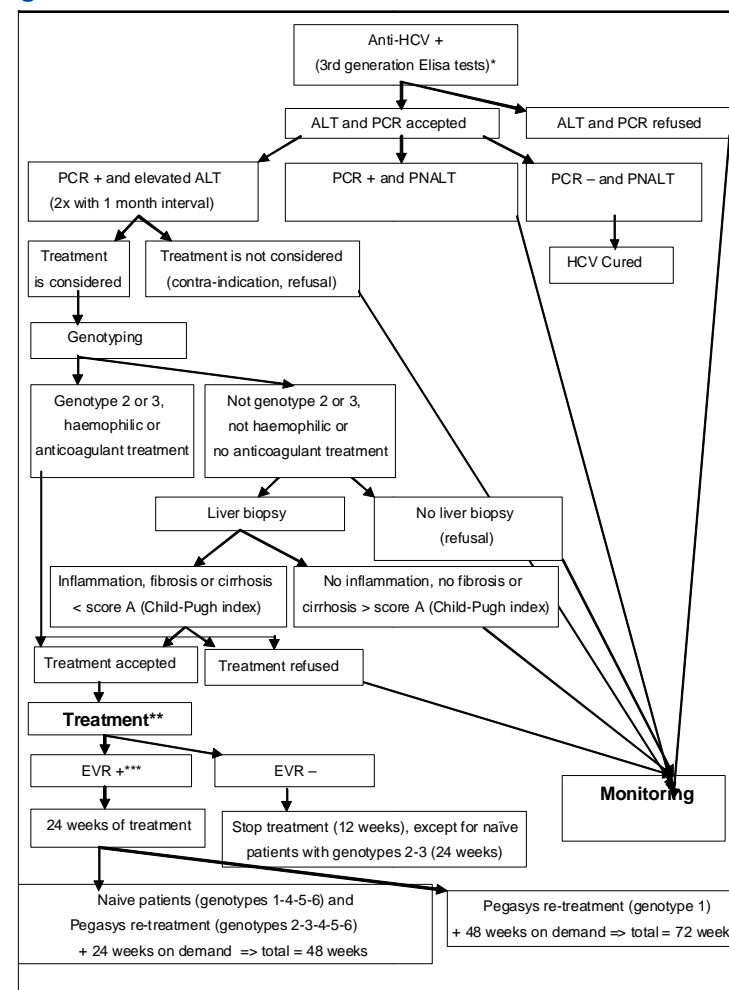 Anti-HCV +
(3rd generation Elisa tests)*
ALT and PCR accepted
ALT and PCR refused
PCR + and elevated ALT
(2x with 1 month interval)
PCR + and PNALT
PCR – and PNALT
Treatment
is considered
Treatment is not considered
(contra-indication, refusal)
HCV Cured
Genotyping
Genotype 2 or 3,
haemophilic or
anticoagulant treatment
Not genotype 2 or 3,
not haemophilic or
no anticoagulant treatment
Liver biopsy
No liver biopsy
(refusal)
Inflammation, fibrosis or cirrhosis
< score A (Child-Pugh index)
No inflammation, no fibrosis or
cirrhosis > score A (Child-Pugh index)
Treatment accepted
Treatment refused
Treatment**
EVR +***
EVR –
Monitoring
24 weeks of treatment
Stop treatment (12 weeks), except for naïve
patients with genotypes 2-3 (24 weeks)
Naive patients (genotypes 1-4-5-6) and
Pegasys re-treatment (genotypes 2-3-4-5-6)
+ 24 weeks on demand => total = 48 weeks
Pegasys re-treatment (genotype 1)
+ 48 weeks on demand => total = 72 week